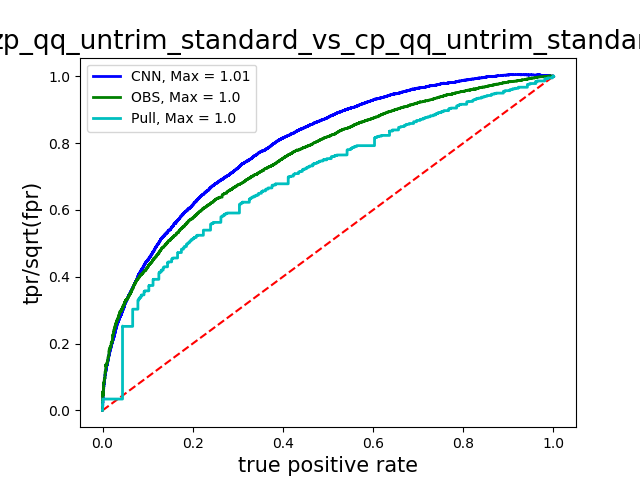 zp_qq_untrim_standard_vs_cp_qq_untrim_standar
CNN, Max = 1.01
OBS, Max = 1.0
Pull, Max = 1.0
tpr/sqrt(fpr)
1.0
0.8
0.6
0.4
0.2
0.0
0.0 0.2 0.4 0.6 0.8 1.0
true positive rate